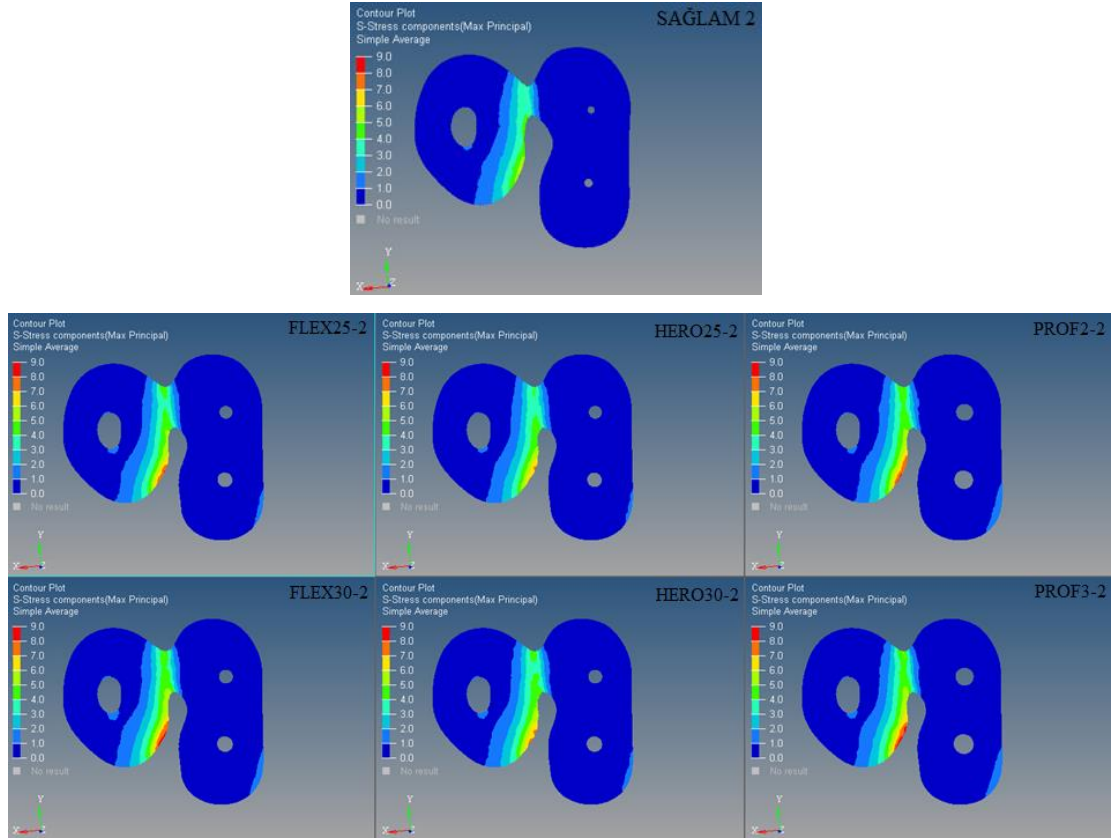 Contour Plot
S-Stress components(Max Principal)
Simple Average
SAĞLAM 2
9.0
8.0
7.0
6.0
5.0
4.0
3.0
2.0
1.0
0.0
No result
Y
X
Z
Contour Plot
S-Stress components(Max Principal)
Simple Average
FLEX25-2
9.0
8.0
7.0
6.0
5.0
4.0
3.0
2.0
1.0
0.0
No result
Y
X
Z
Contour Plot
S-Stress components(Max Principal)
Simple Average
HERO25-2
9.0
8.0
7.0
6.0
5.0
4.0
3.0
2.0
1.0
0.0
No result
Y
X
Z
Contour Plot
S-Stress components(Max Principal)
Simple Average
PROF2-2
9.0
8.0
7.0
6.0
5.0
4.0
3.0
2.0
1.0
0.0
No result
Y
X
Z
Contour Plot
S-Stress components(Max Principal)
Simple Average
FLEX30-2
9.0
8.0
7.0
6.0
5.0
4.0
3.0
2.0
1.0
0.0
No result
Y
X
Z
Contour Plot
S-Stress components(Max Principal)
Simple Average
HERO30-2
9.0
8.0
7.0
6.0
5.0
4.0
3.0
2.0
1.0
0.0
No result
Y
X
Z
Contour Plot
S-Stress components(Max Principal)
Simple Average
PROF3-2
9.0
8.0
7.0
6.0
5.0
4.0
3.0
2.0
1.0
0.0
No result
Y
X
Z